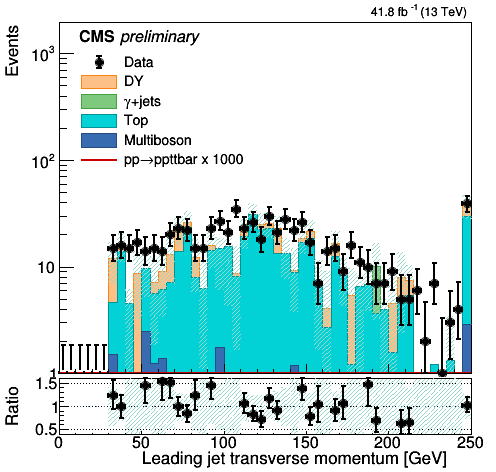 41.8 fb⁻¹ (13 TeV)
CMS preliminary
Data
DY
γ+jets
Top
Multiboson
pp→ppttbar x 1000
Events
10³
10²
10
1
Ratio
1.5
1
0.5
0 50 100 150 200 250
Leading jet transverse momentum [GeV]